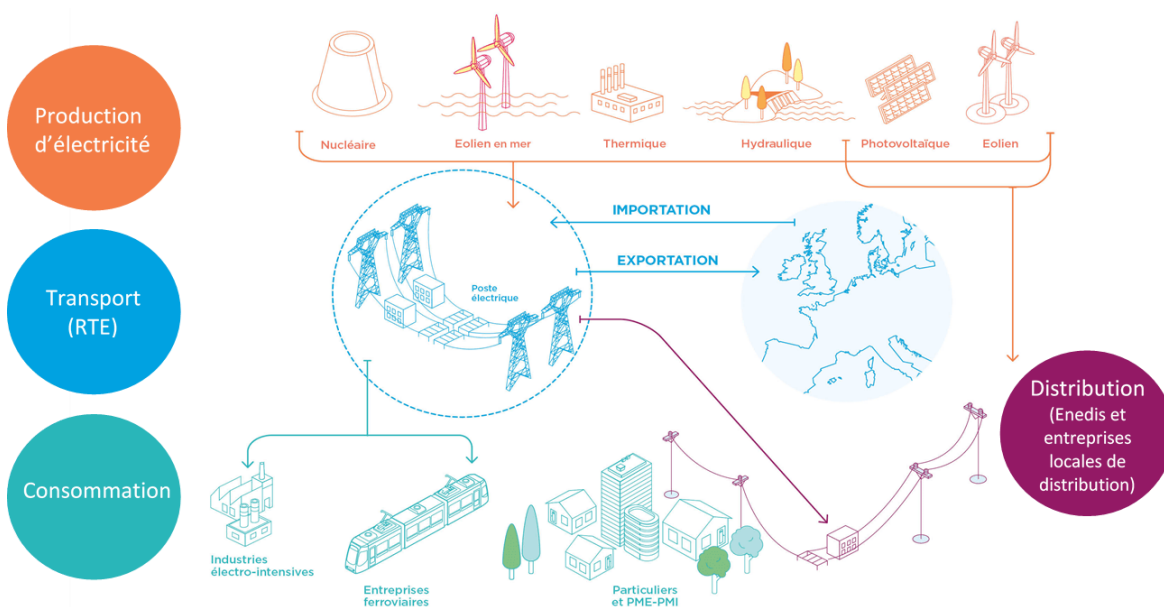 Production
d'électricité
Nucléaire
Eolien en mer
Thermique
Hydraulique
Photovoltaïque
Eolien
Transport
(RTE)
IMPORTATION
EXPORTATION
Poste
électrique
Distribution
(Enedis et
entreprises
locales de
distribution)
Consommation
Industries
électro-intensives
Entreprises
ferroviaires
Particuliers
et PME-PMI